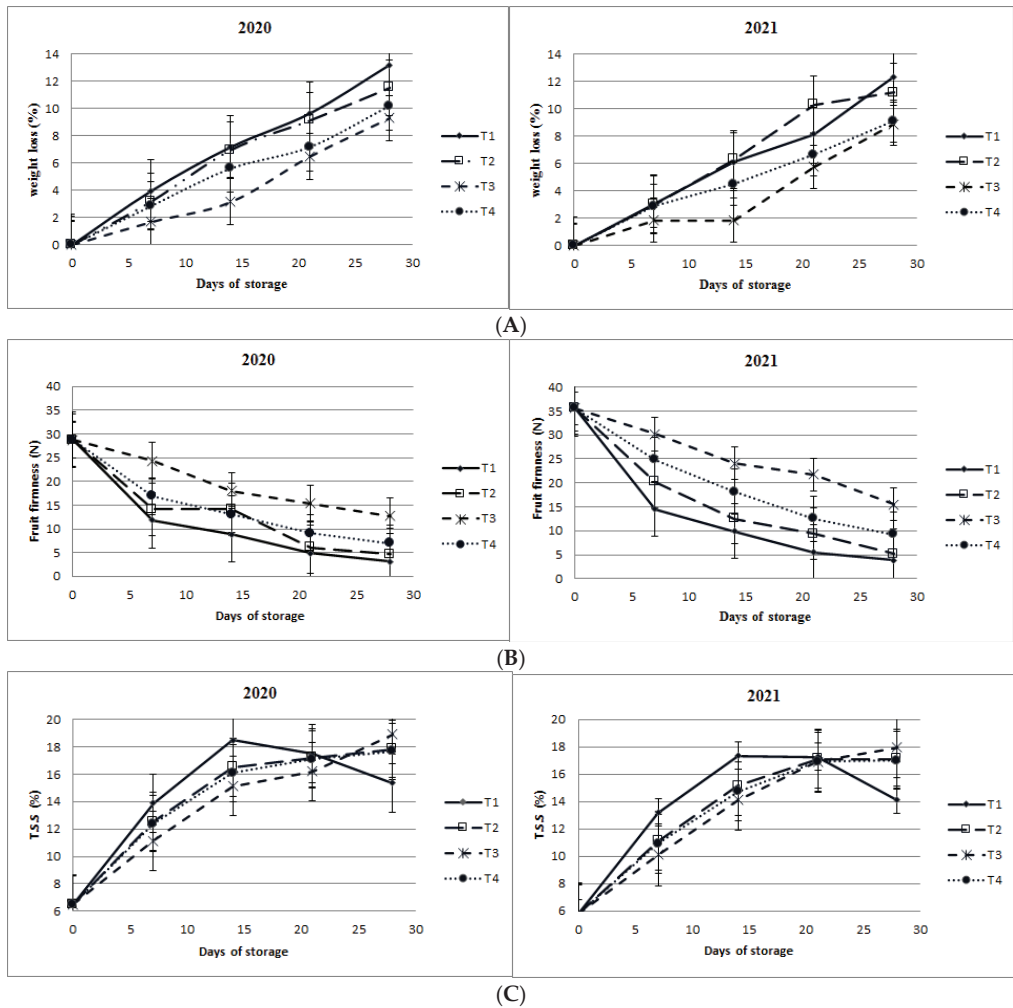 2020
14
12
10
8
6
4
2
0
weight loss (%)
0 5 10 15 20 25 30
Days of storage
T1
T2
T3
T4
2021
14
12
10
8
6
4
2
0
weight loss (%)
0 5 10 15 20 25 30
Days of storage
T1
T2
T3
T4
(A)
2020
40
35
30
25
20
15
10
5
0
Fruit firmness (N)
0 5 10 15 20 25 30
Days of storage
T1
T2
T3
T4
2021
40
35
30
25
20
15
10
5
0
Fruit firmness (N)
0 5 10 15 20 25 30
Days of storage
T1
T2
T3
T4
(B)
2020
20
18
16
14
12
10
8
6
T.S.S (%)
0 5 10 15 20 25 30
Days of storage
T1
T2
T3
T4
2021
20
18
16
14
12
10
8
6
T.S.S (%)
0 5 10 15 20 25 30
Days of storage
T1
T2
T3
T4
(C)